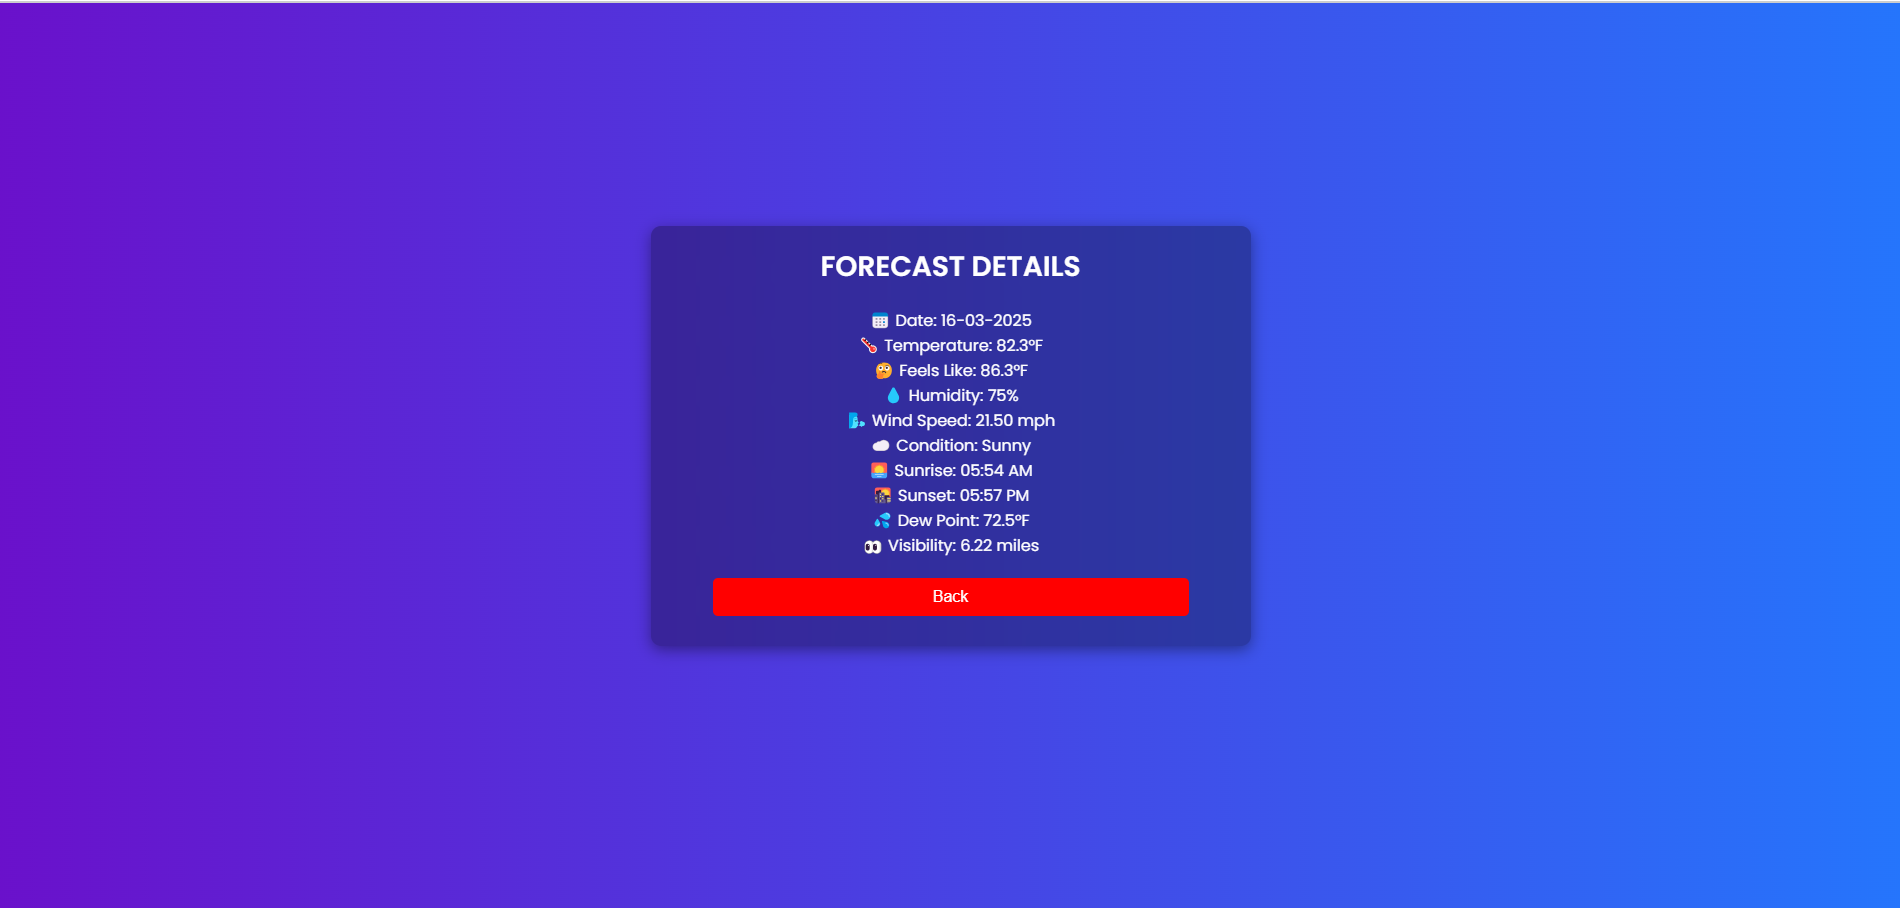 FORECAST DETAILS
📅 Date: 16-03-2025
🌡️ Temperature: 82.3°F
🤔 Feels Like: 86.3°F
💧 Humidity: 75%
🌬️ Wind Speed: 21.50 mph
☁️ Condition: Sunny
🌅 Sunrise: 05:54 AM
🌇 Sunset: 05:57 PM
💦 Dew Point: 72.5°F
👀 Visibility: 6.22 miles
Back